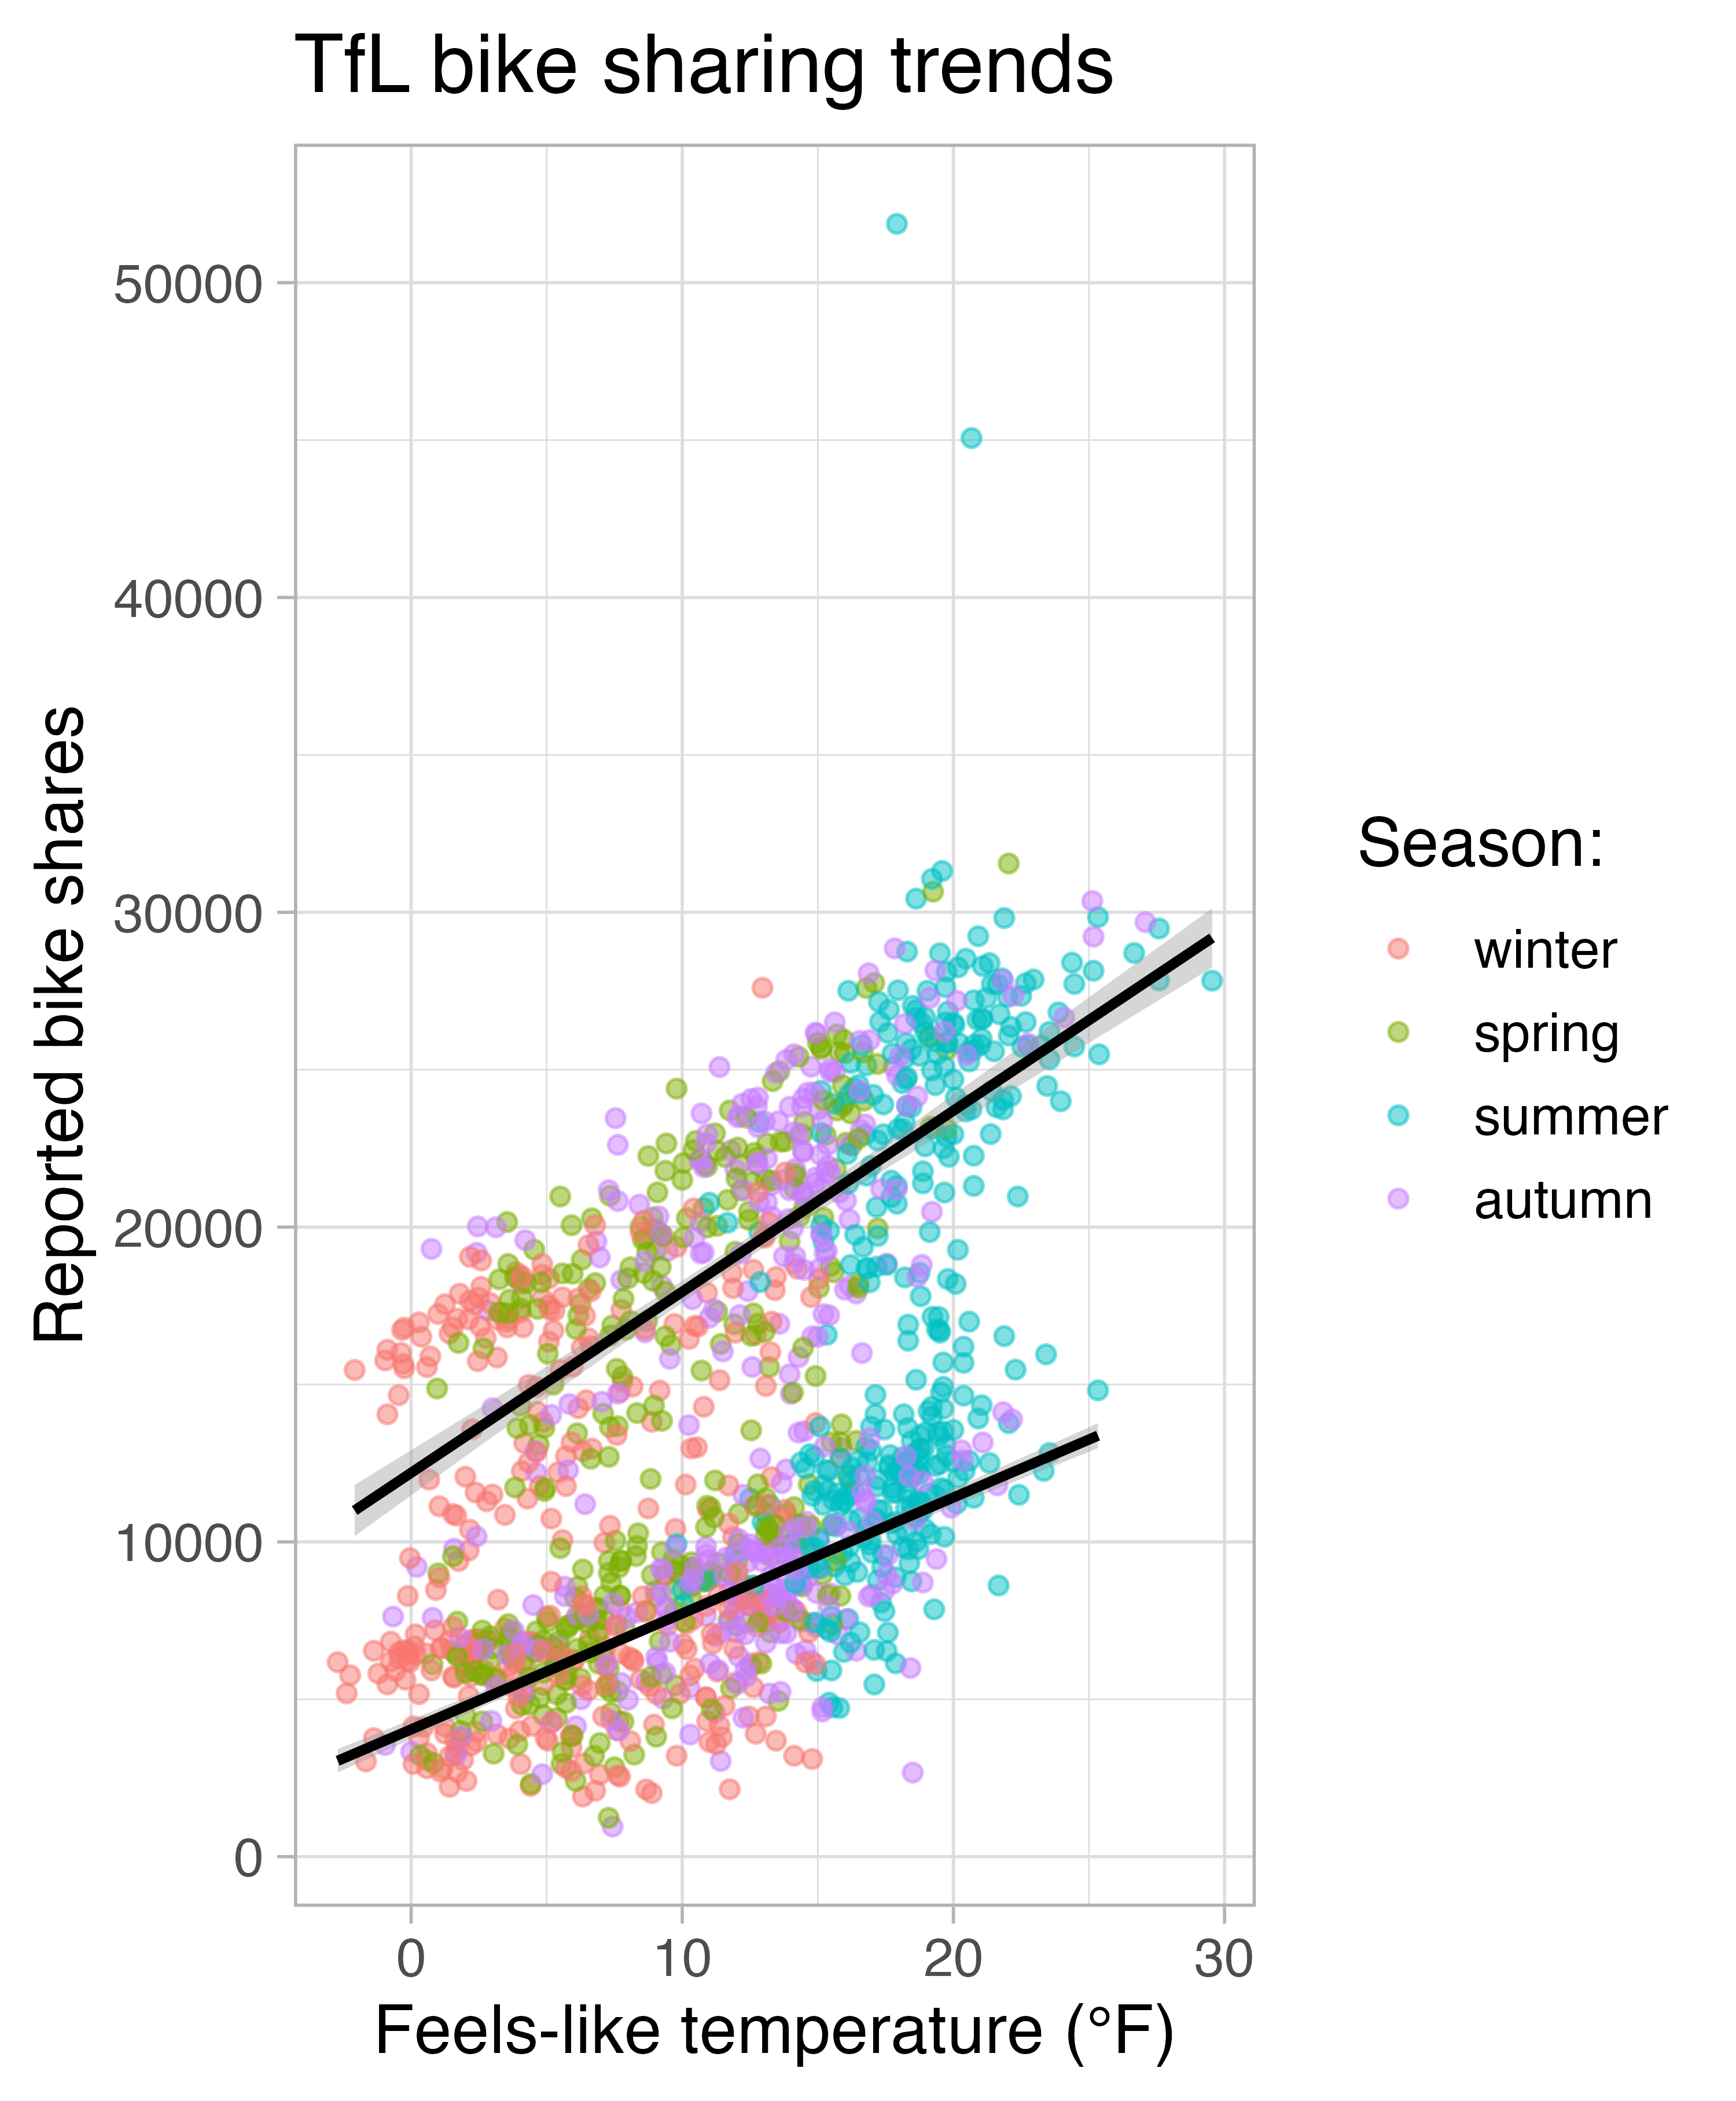 TfL bike sharing trends
Reported bike shares
50000
40000
30000
20000
10000
0
0 10 20 30
Feels-like temperature (°F)
Season:
winter
spring
summer
autumn